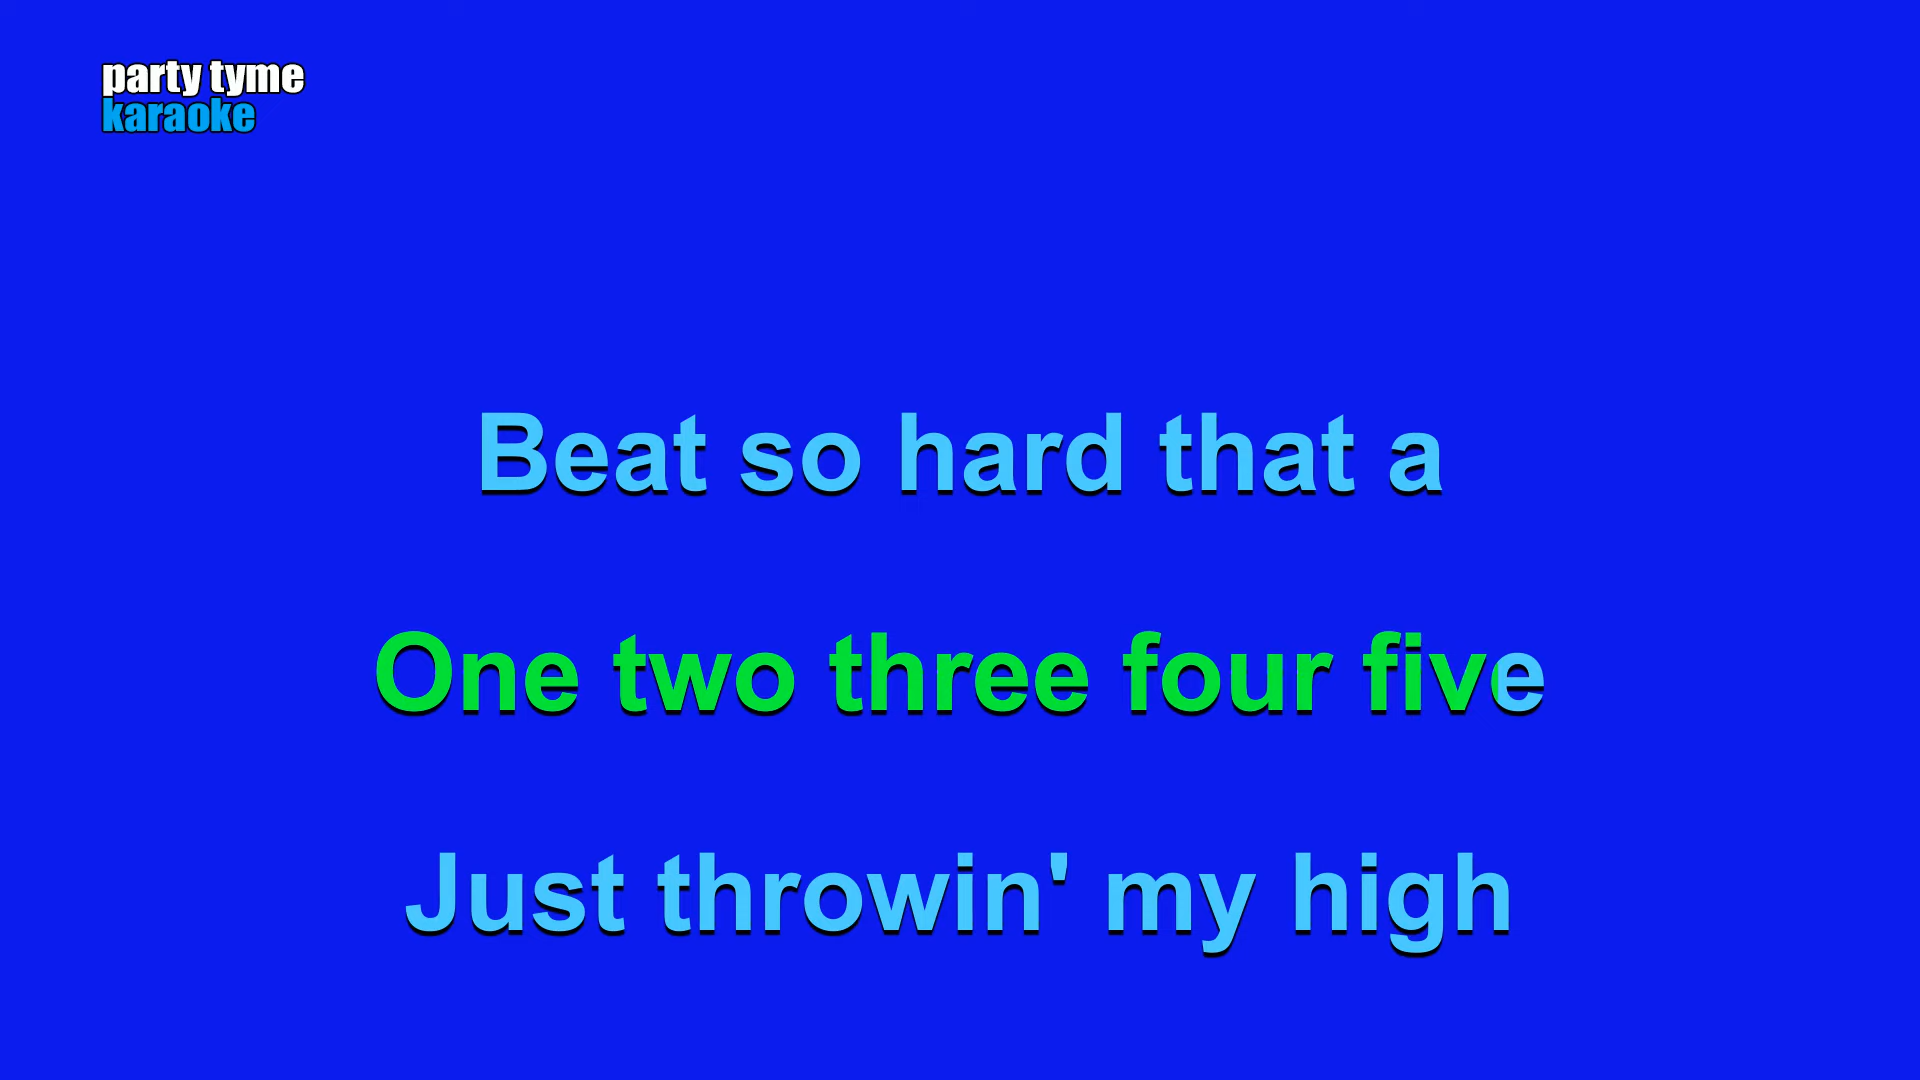 party tyme
karaoke
Beat so hard that a
One two three four five
Just throwin' my high